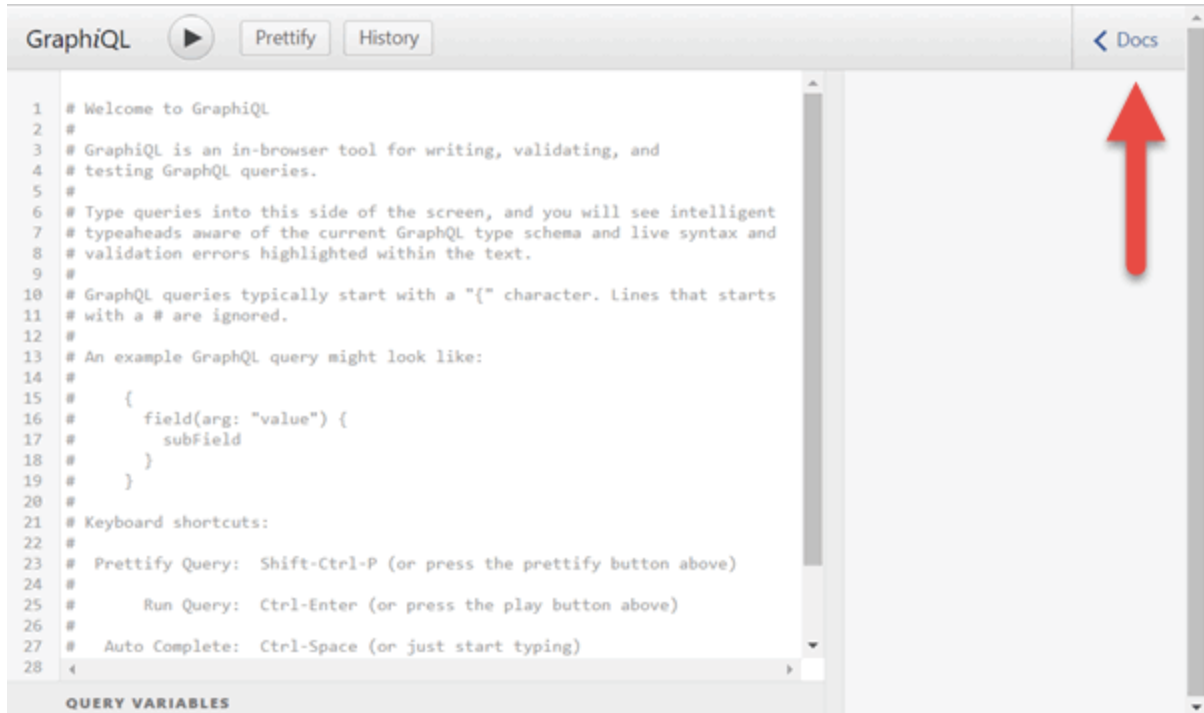 GraphiQL
Prettify
History
Docs
1 # Welcome to GraphiQL
2 #
3 # GraphiQL is an in-browser tool for writing, validating, and
4 # testing GraphQL queries.
5 #
6 # Type queries into this side of the screen, and you will see intelligent
7 # typeaheads aware of the current GraphQL type schema and live syntax and
8 # validation errors highlighted within the text.
9 #
10 # GraphQL queries typically start with a "{" character. Lines that starts
11 # with a # are ignored.
12 #
13 # An example GraphQL query might look like:
14 #
15 #     {
16 #       field(arg: "value") {
17 #         subField
18 #       }
19 #     }
20 #
21 # Keyboard shortcuts:
22 #
23 #  Prettify Query:  Shift-Ctrl-P (or press the prettify button above)
24 #
25 #       Run Query:  Ctrl-Enter (or press the play button above)
26 #
27 #   Auto Complete:  Ctrl-Space (or just start typing)
28
QUERY VARIABLES